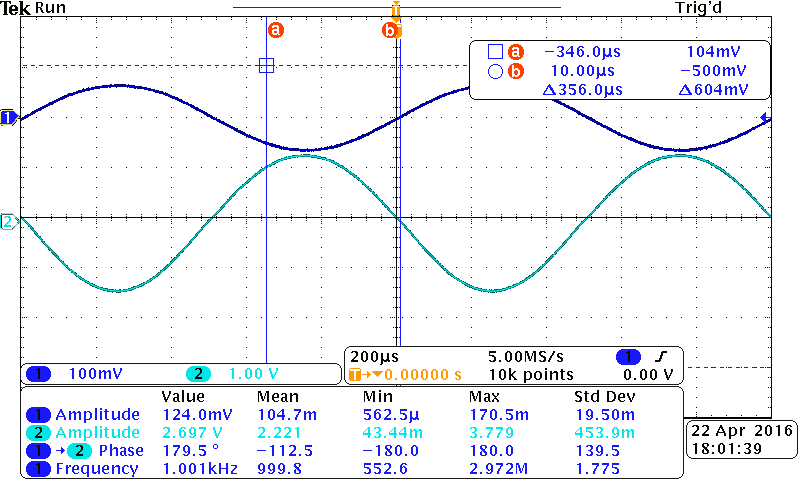 Tek Run Trig'd
T
a b
a −346.0µs 104mV
b 10.00µs −500mV
Δ356.0µs Δ604mV
1
2
1 100mV 2 1.00 V
200µs 5.00MS/s 1
T→▼0.00000 s 10k points 0.00 V
Value Mean Min Max Std Dev
1 Amplitude 124.0mV 104.7m 562.5µ 170.5m 19.50m
2 Amplitude 2.697 V 2.221 43.44m 3.779 453.9m
1 → 2 Phase 179.5 ° −112.5 −180.0 180.0 139.5
1 Frequency 1.001kHz 999.8 552.6 2.972M 1.775
22 Apr 2016
18:01:39